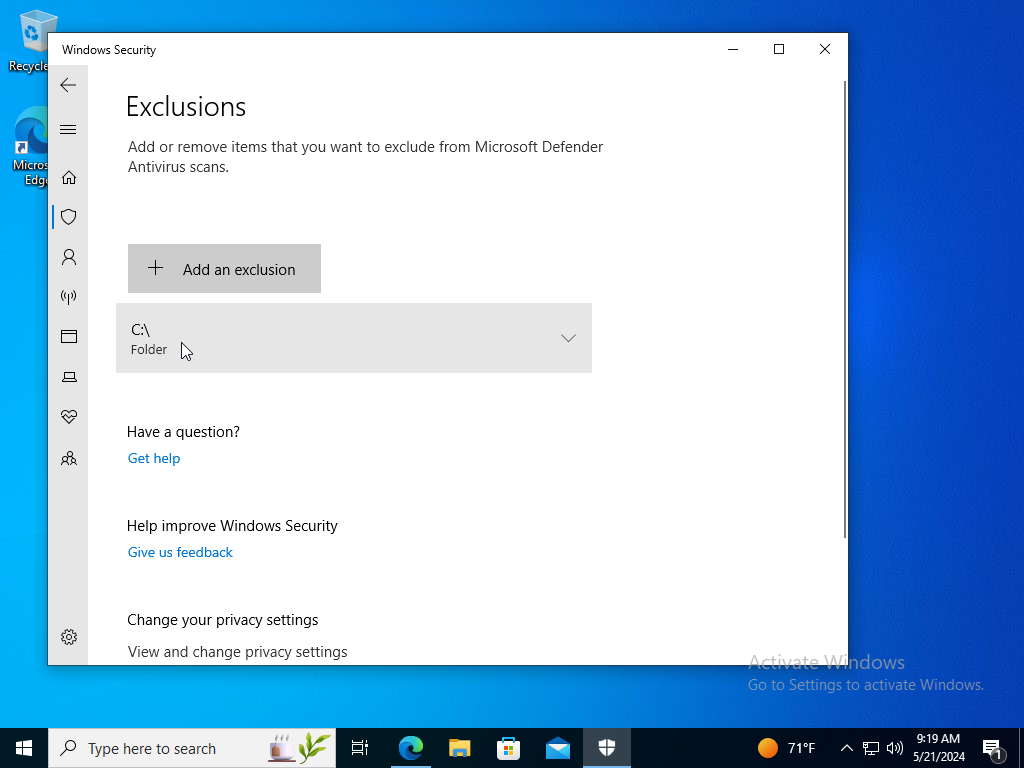 Recycle
Micros
Edge
Windows Security
Exclusions
Add or remove items that you want to exclude from Microsoft Defender
Antivirus scans.
Add an exclusion
C:\
Folder
Have a question?
Get help
Help improve Windows Security
Give us feedback
Change your privacy settings
View and change privacy settings
Activate Windows
Go to Settings to activate Windows.
Type here to search
71°F
9:19 AM
5/21/2024
1